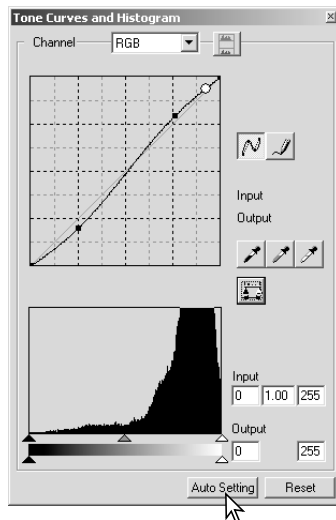 Tone Curves and Histogram
Channel RGB
Input
Output
Input
0 1.00 255
Output
0 255
Auto Setting Reset